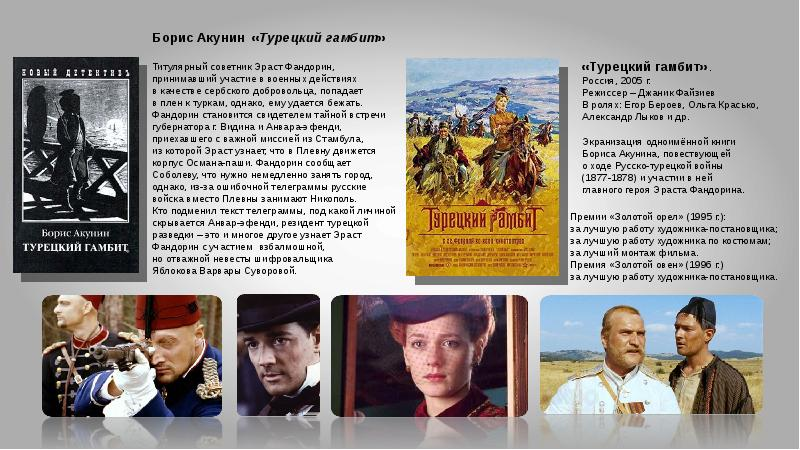 Борис Акунин «Турецкий гамбит»
НОВЫЙ ДЕТЕКТИВЪ
Борис Акунин
ТУРЕЦКИЙ ГАМБИТ
Титулярный советник Эраст Фандорин,
принимавший участие в военных действиях
в качестве сербского добровольца, попадает
в плен к туркам, однако, ему удается бежать.
Фандорин становится свидетелем тайной встречи
губернатора г. Видина и Анвара-эфенди,
приехавшего с важной миссией из Стамбула,
из которой Эраст узнает, что в Плевну движется
корпус Османа-паши. Фандорин сообщает
Соболеву, что нужно немедленно занять город,
однако, из-за ошибочной телеграммы русские
войска вместо Плевны занимают Никополь.
Кто подменил текст телеграммы, под какой личиной
скрывается Анвар-эфенди, резидент турецкой
разведки – это и многое другое узнает Эраст
Фандорин с участием взбалмошной,
но отважной невесты шифровальщика
Яблокова Варвары Суворовой.
Турецкий Гамбит
«Турецкий гамбит».
Россия, 2005 г.
Режиссер – Джаник Файзиев
В ролях: Егор Бероев, Ольга Красько,
Александр Лыков и др.
Экранизация одноимённой книги
Бориса Акунина, повествующей
о ходе Русско-турецкой войны
(1877-1878) и участии в ней
главного героя Эраста Фандорина.
Премии «Золотой орел» (1995 г.):
за лучшую работу художника-постановщика;
за лучшую работу художника по костюмам;
за лучший монтаж фильма.
Премия «Золотой овен» (1996 г.)
за лучшую работу художника-постановщика.